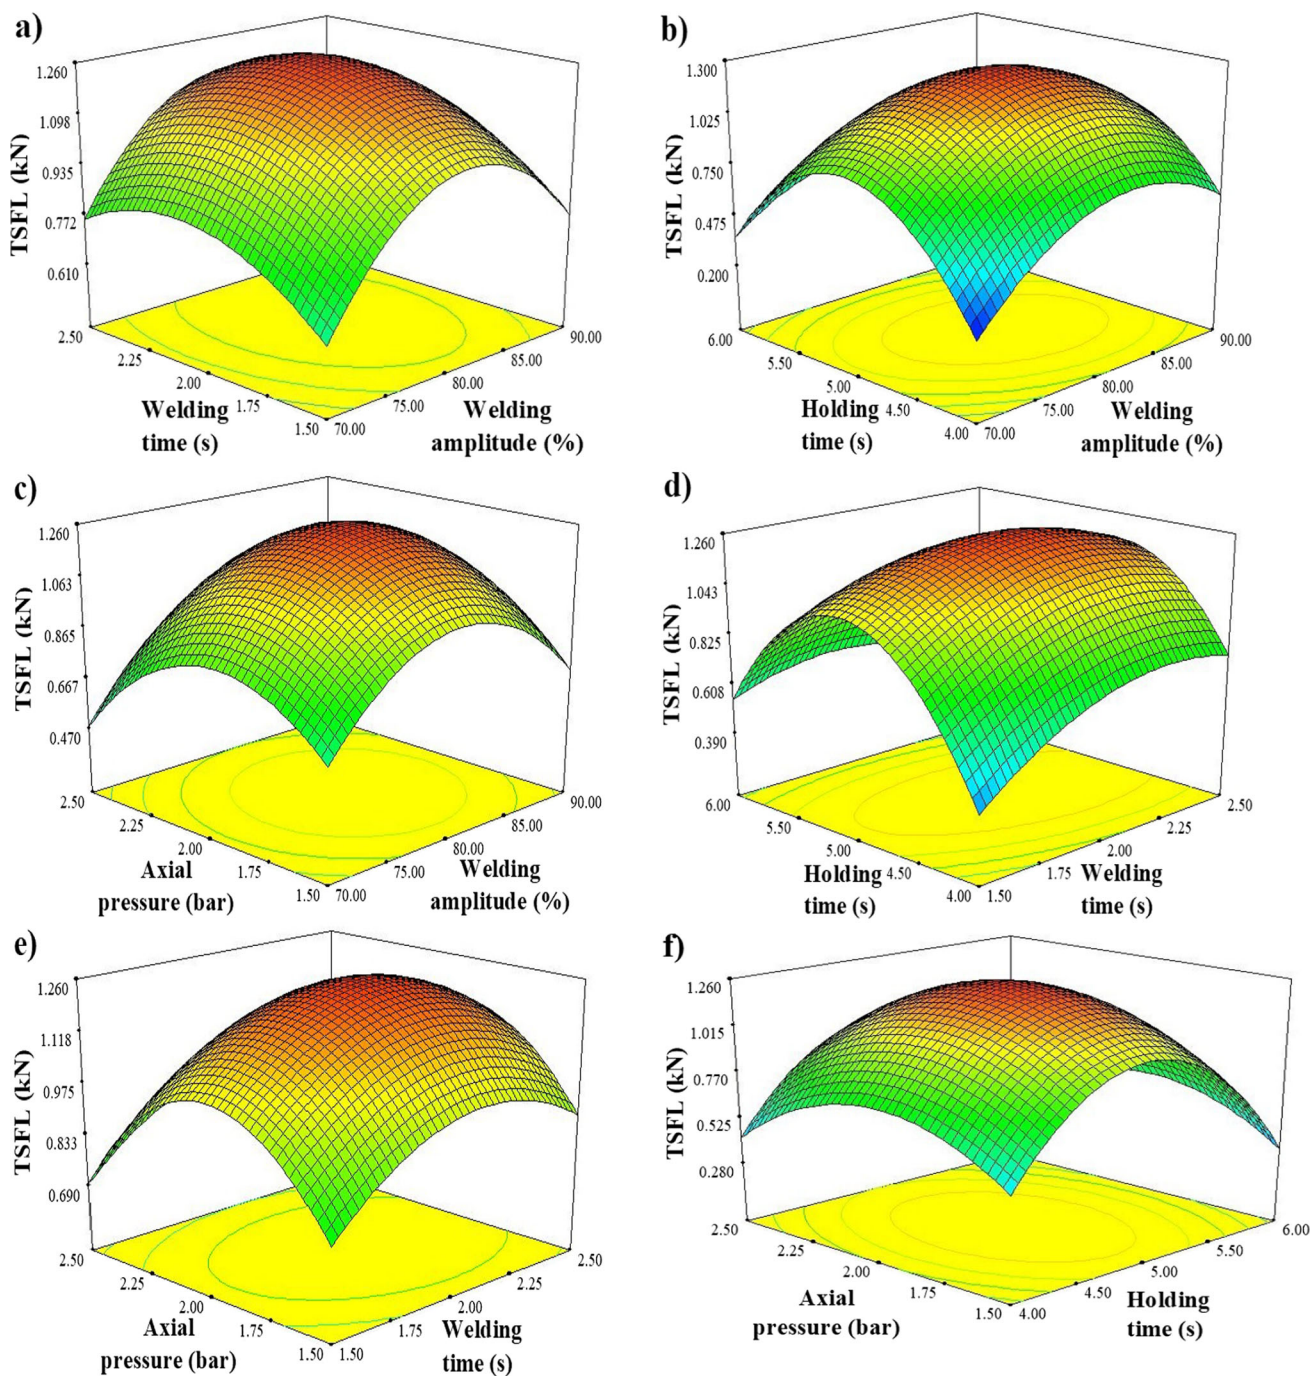 a)
1.260
1.098
0.935
0.772
0.610
TSFL (kN)
2.50
2.25
2.00
1.75
1.50
Welding
time (s)
70.00
75.00
80.00
85.00
90.00
Welding
amplitude (%)
b)
1.300
1.025
0.750
0.475
0.200
TSFL (kN)
6.00
5.50
5.00
4.50
4.00
Holding
time (s)
70.00
75.00
80.00
85.00
90.00
Welding
amplitude (%)
c)
1.260
1.063
0.865
0.667
0.470
TSFL (kN)
2.50
2.25
2.00
1.75
1.50
Axial
pressure (bar)
70.00
75.00
80.00
85.00
90.00
Welding
amplitude (%)
d)
1.260
1.043
0.825
0.608
0.390
TSFL (kN)
6.00
5.50
5.00
4.50
4.00
Holding
time (s)
1.50
1.75
2.00
2.25
2.50
Welding
time (s)
e)
1.260
1.118
0.975
0.833
0.690
TSFL (kN)
2.50
2.25
2.00
1.75
1.50
Axial
pressure (bar)
1.50
1.75
2.00
2.25
2.50
Welding
time (s)
f)
1.260
1.015
0.770
0.525
0.280
TSFL (kN)
2.50
2.25
2.00
1.75
1.50
Axial
pressure (bar)
4.00
4.50
5.00
5.50
6.00
Holding
time (s)